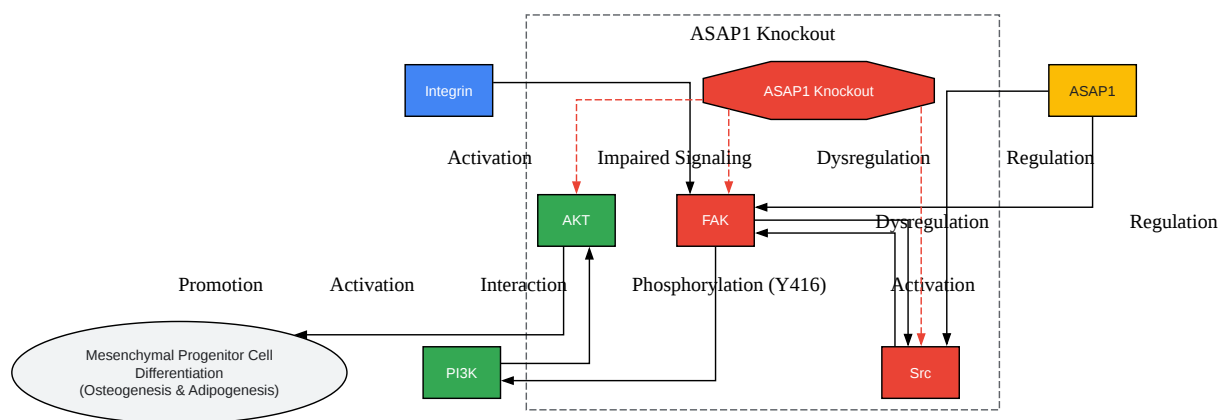 ASAP1 Knockout
Integrin
ASAP1 Knockout
ASAP1
Activation
Impaired Signaling
Dysregulation
Regulation
AKT
FAK
Dysregulation
Regulation
Promotion
Activation
Interaction
Phosphorylation (Y416)
Activation
Mesenchymal Progenitor Cell
Differentiation
(Osteogenesis & Adipogenesis)
PI3K
Src